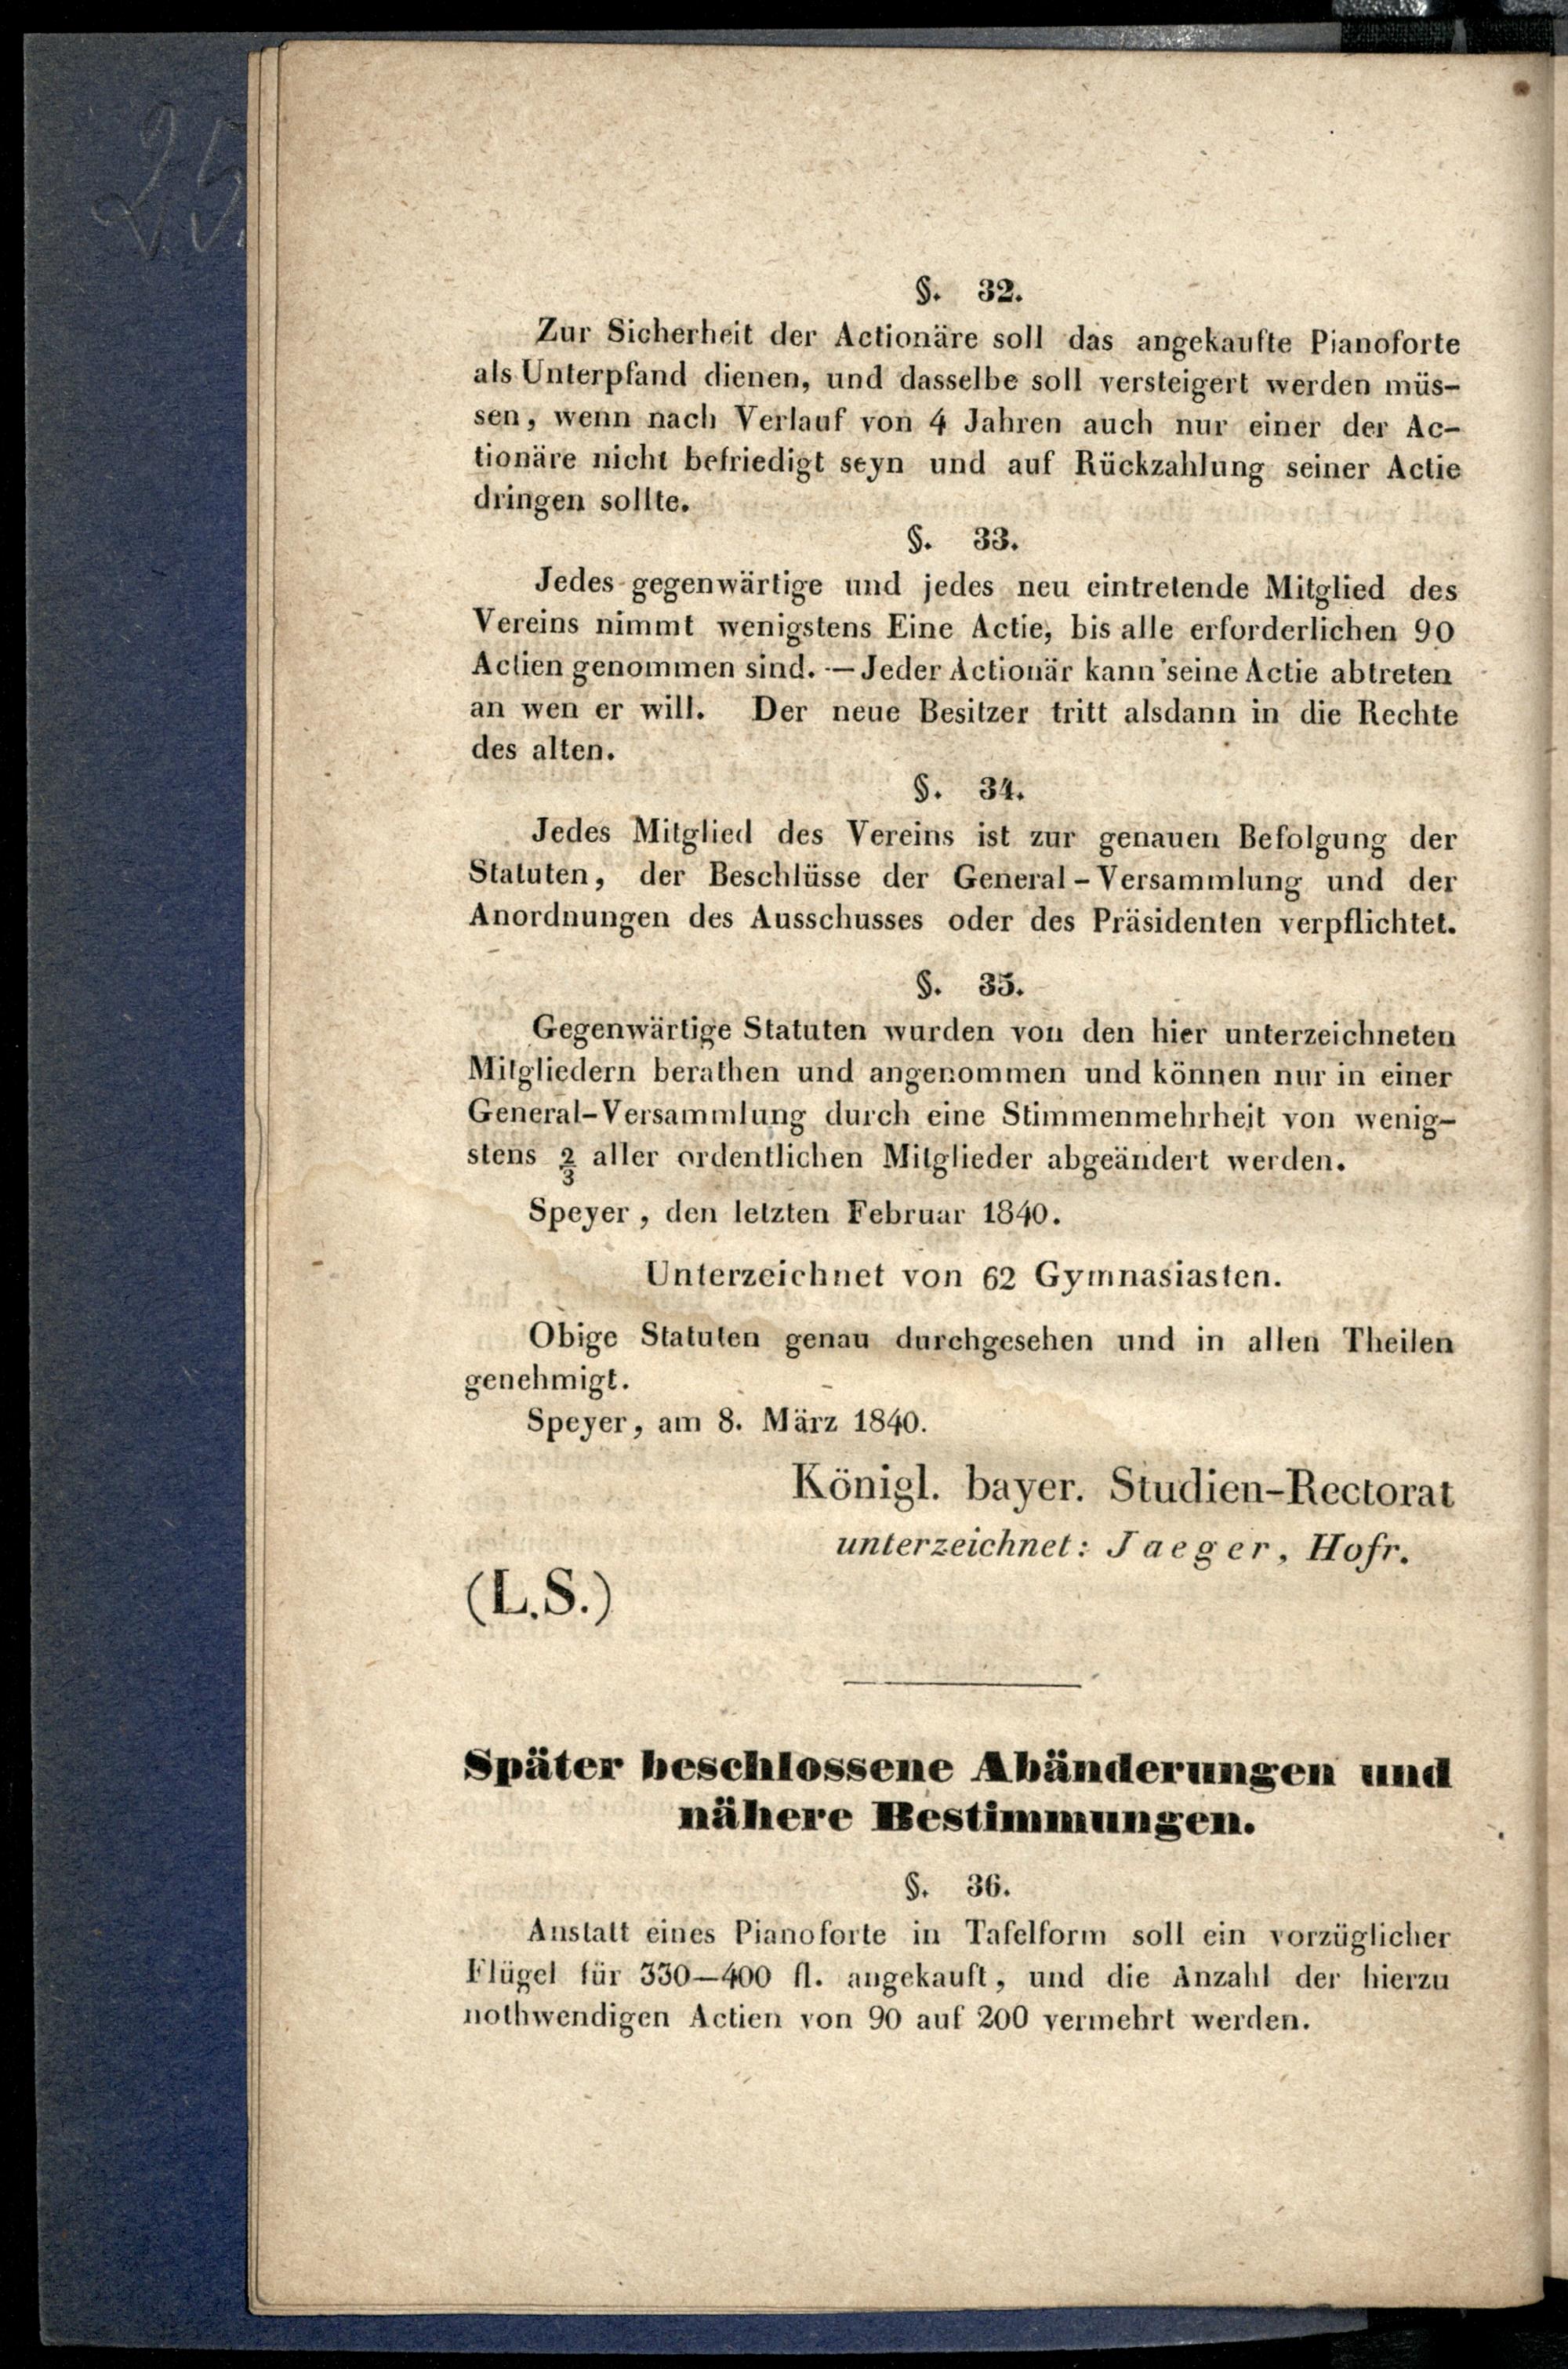 25.
§. 32.
Zur Sicherheit der Actionäre soll das angekaufte Pianoforte
als Unterpfand dienen, und dasselbe soll versteigert werden müs-
sen, wenn nach Verlauf von 4 Jahren auch nur einer der Ac-
tionäre nicht befriedigt seyn und auf Rückzahlung seiner Actie
dringen sollte.
§. 33.
Jedes gegenwärtige und jedes neu eintretende Mitglied des
Vereins nimmt wenigstens Eine Actie, bis alle erforderlichen 90
Actien genommen sind. — Jeder Actionär kann seine Actie abtreten
an wen er will. Der neue Besitzer tritt alsdann in die Rechte
des alten.
§. 34.
Jedes Mitglied des Vereins ist zur genauen Befolgung der
Statuten, der Beschlüsse der General-Versammlung und der
Anordnungen des Ausschusses oder des Präsidenten verpflichtet.
§. 35.
Gegenwärtige Statuten wurden von den hier unterzeichneten
Mitgliedern berathen und angenommen und können nur in einer
General-Versammlung durch eine Stimmenmehrheit von wenig-
stens 2/3 aller ordentlichen Mitglieder abgeändert werden.
Speyer, den letzten Februar 1840.
Unterzeichnet von 62 Gymnasiasten.
Obige Statuten genau durchgesehen und in allen Theilen
genehmigt.
Speyer, am 8. März 1840.
Königl. bayer. Studien-Rectorat
unterzeichnet: Jaeger, Hofr.
(L.S.)
Später beschlossene Abänderungen und
nähere Bestimmungen.
§. 36.
Anstatt eines Pianoforte in Tafelform soll ein vorzüglicher
Flügel für 330—400 fl. angekauft, und die Anzahl der hierzu
nothwendigen Actien von 90 auf 200 vermehrt werden.